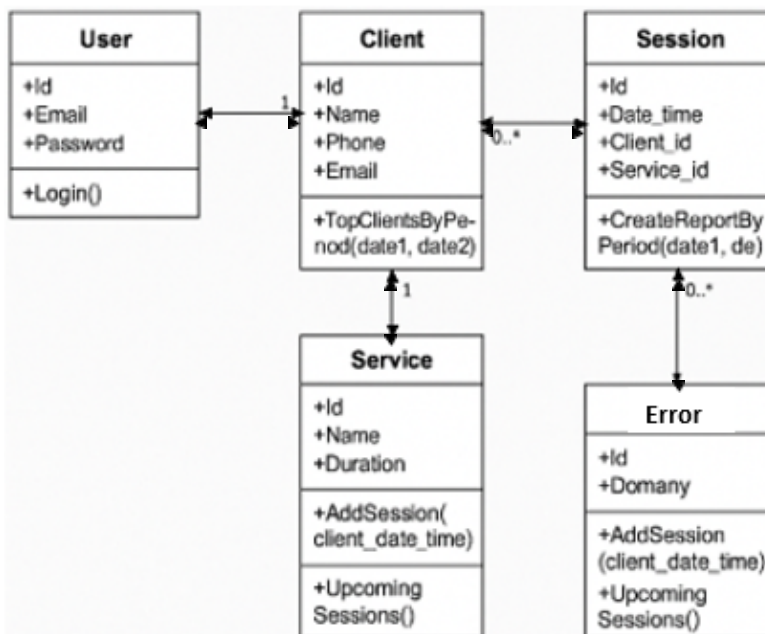 User
+Id
+Email
+Password
+Login()
1
Client
+Id
+Name
+Phone
+Email
+TopClientsByPe-
nod(date1, date2)
0..*
Session
+Id
+Date_time
+Client_id
+Service_id
+CreateReportBy
Period(date1, de)
1
0..*
Service
+Id
+Name
+Duration
+AddSession(
client_date_time)
+Upcoming
Sessions()
Error
+Id
+Domany
+AddSession
(client_date_time)
+Upcoming
Sessions()